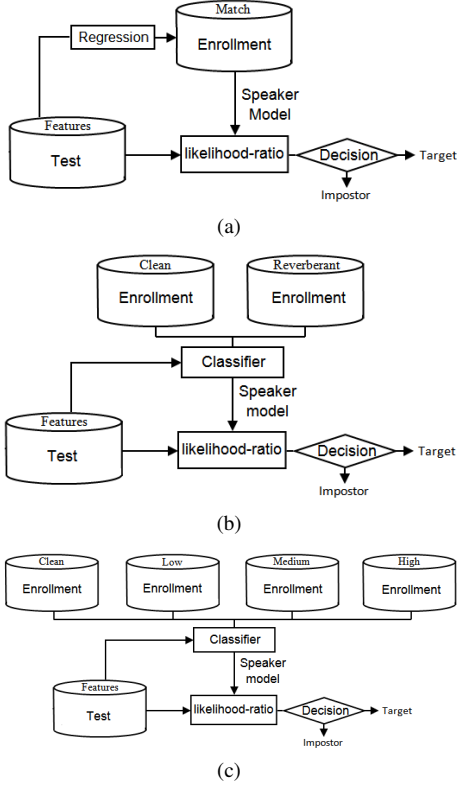 Match
Regression
Enrollment
Speaker
Model
Features
Test
likelihood-ratio
Decision
Target
Impostor
(a)
Clean
Reverberant
Enrollment
Enrollment
Classifier
Speaker
model
Features
Test
likelihood-ratio
Decision
Target
Impostor
(b)
Clean
Low
Medium
High
Enrollment
Enrollment
Enrollment
Enrollment
Classifier
Speaker
model
Features
Test
likelihood-ratio
Decision
Target
Impostor
(c)